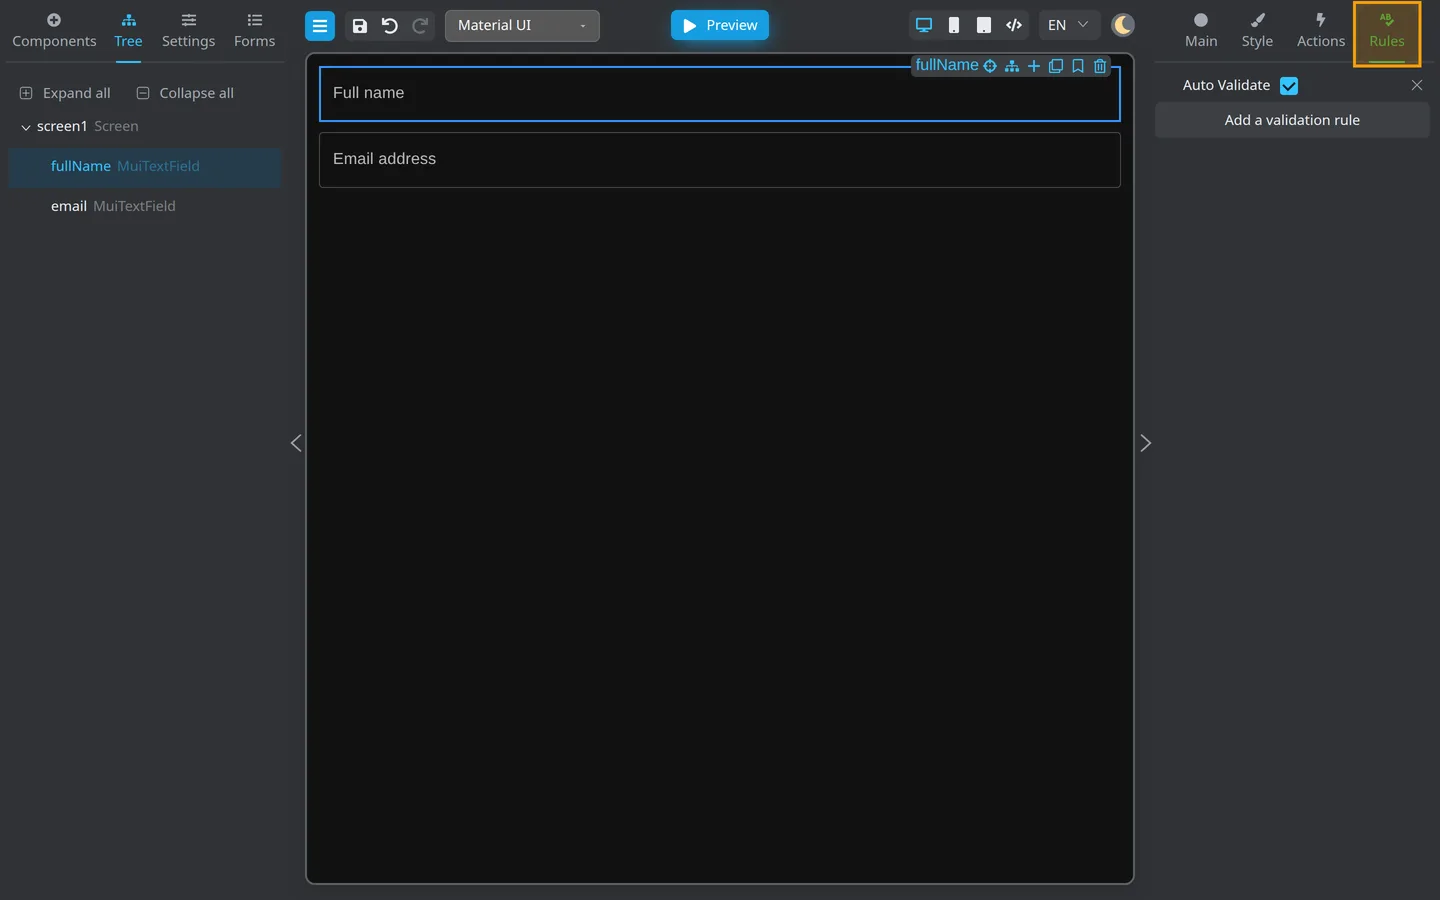 Components Tree Settings Forms
Material UI
Preview
EN
Main Style Actions Rules
Expand all Collapse all
screen1 Screen
fullName MuiTextField
email MuiTextField
fullName
Full name
Email address
Auto Validate
Add a validation rule